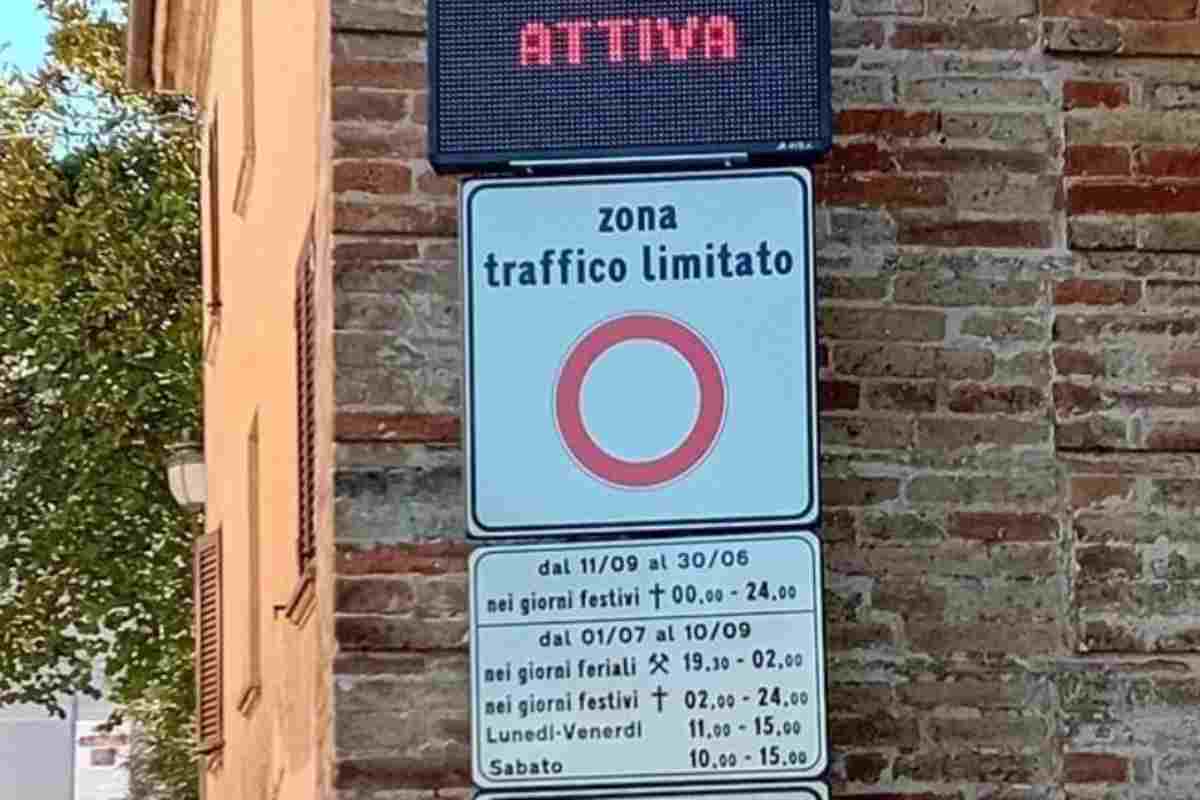 ATTIVA
zona
traffico limitato
dal 11/09 al 30/06
nei giorni festivi † 00,00 - 24,00
dal 01/07 al 10/09
nei giorni feriali ⚒ 19.30 - 02,00
nei giorni festivi † 02,00 - 24,00
Lunedì-Venerdì 11,00 - 15,00
Sabato 10,00 - 15,00